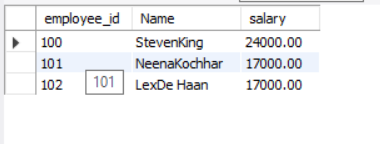 employee_id Name salary
100 StevenKing 24000.00
101 NeenaKochhar 17000.00
102 101 LexDe Haan 17000.00